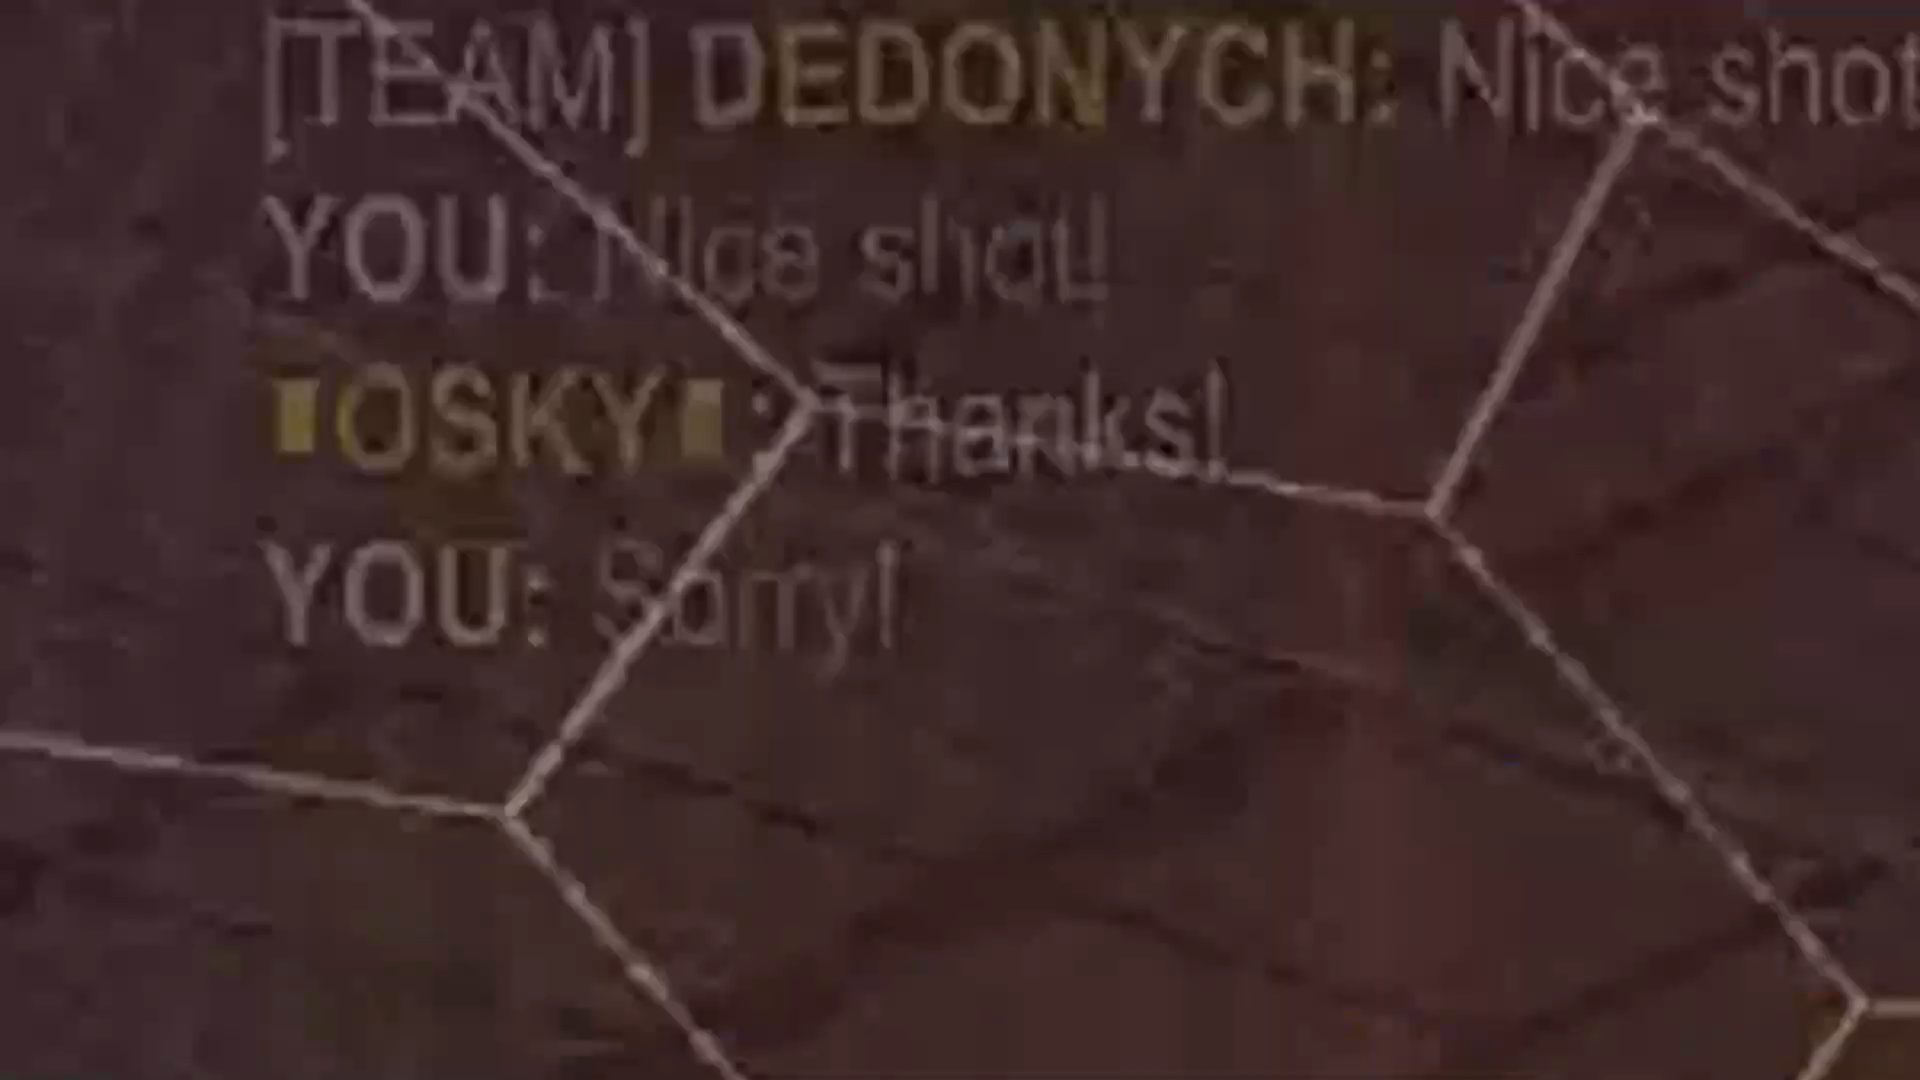 [TEAM] DEDONYCH: Nice shot
YOU: Nice shot!
▮OSKY▮: Thanks!
YOU: Sorry!